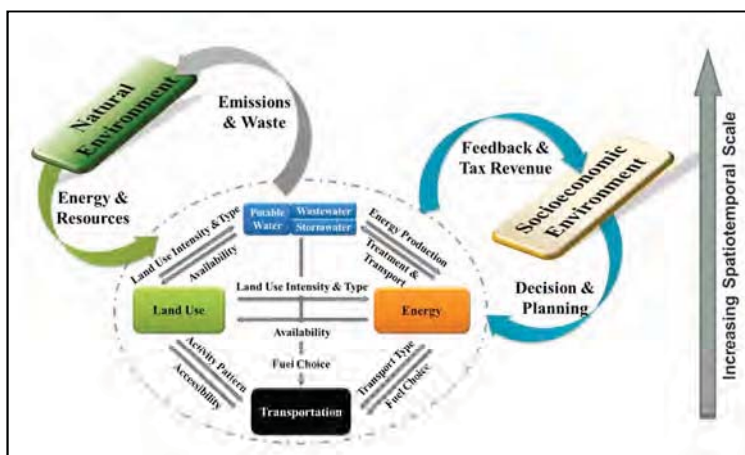 Natural
Environment
Emissions
& Waste
Energy &
Resources
Feedback &
Tax Revenue
Socioeconomic
Environment
Decision &
Planning
Increasing Spatiotemporal Scale
Potable
Water
Wastewater
Stormwater
Land Use Intensity &Type
Availability
Energy Production
Treatment &
Transport
Land Use Intensity & Type
Land Use
Energy
Availability
Fuel Choice
Activity Pattern
Accessibility
Transport Type
Fuel Choice
Transportation